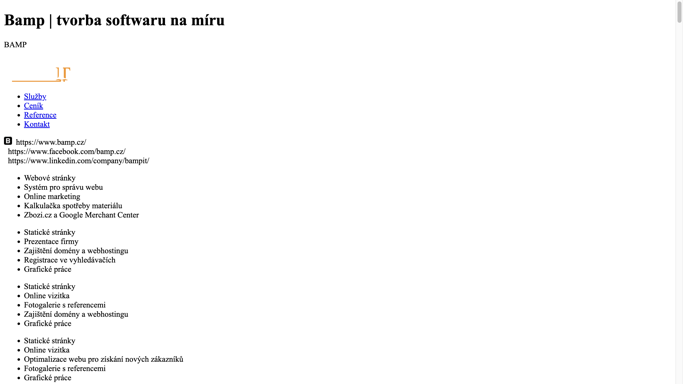 Bamp | tvorba softwaru na míru
BAMP
Služby
Ceník
Reference
Kontakt
B https://www.bamp.cz/
https://www.facebook.com/bamp.cz/
https://www.linkedin.com/company/bampit/
Webové stránky
Systém pro správu webu
Online marketing
Kalkulačka spotřeby materiálu
Zbozi.cz a Google Merchant Center
Statické stránky
Prezentace firmy
Zajištění domény a webhostingu
Registrace ve vyhledávačích
Grafické práce
Statické stránky
Online vizitka
Fotogalerie s referencemi
Zajištění domény a webhostingu
Grafické práce
Statické stránky
Online vizitka
Optimalizace webu pro získání nových zákazníků
Fotogalerie s referencemi
Grafické práce